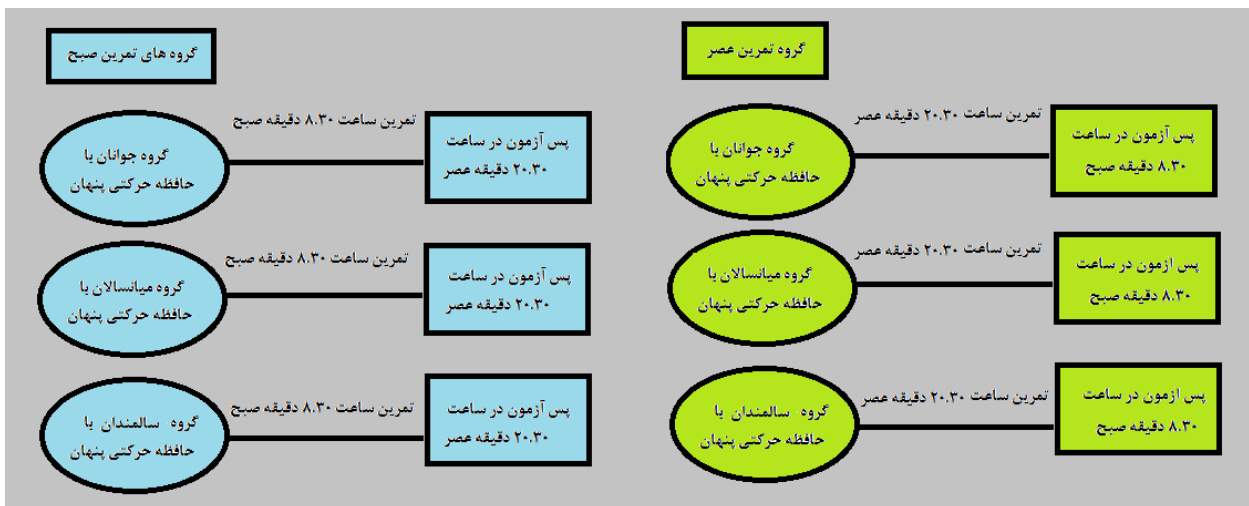 گروه تمرین عصر
تمرین ساعت ۲۰.۳۰ دقیقه عصر
گروه جوانان با
حافظه حرکتی پنهان
پس آزمون در ساعت
۸.۳۰ دقیقه صبح
تمرین ساعت ۲۰.۳۰ دقیقه عصر
گروه میانسالان با
حافظه حرکتی پنهان
پس ازمون در ساعت
۸.۳۰ دقیقه صبح
تمرین ساعت ۲۰.۳۰ دقیقه عصر
گروه سالمندان با
حافظه حرکتی پنهان
پس ازمون در ساعت
۸.۳۰ دقیقه صبح
گروه های تمرین صبح
تمرین ساعت ۸.۳۰ دقیقه صبح
گروه جوانان با
حافظه حرکتی پنهان
پس آزمون در ساعت
۲۰.۳۰ دقیقه عصر
تمرین ساعت ۸.۳۰ دقیقه صبح
گروه میانسالان با
حافظه حرکتی پنهان
پس آزمون در ساعت
۲۰.۳۰ دقیقه عصر
تمرین ساعت ۸.۳۰ دقیقه صبح
گروه سالمندان با
حافظه حرکتی پنهان
پس آزمون در ساعت
۲۰.۳۰ دقیقه عصر